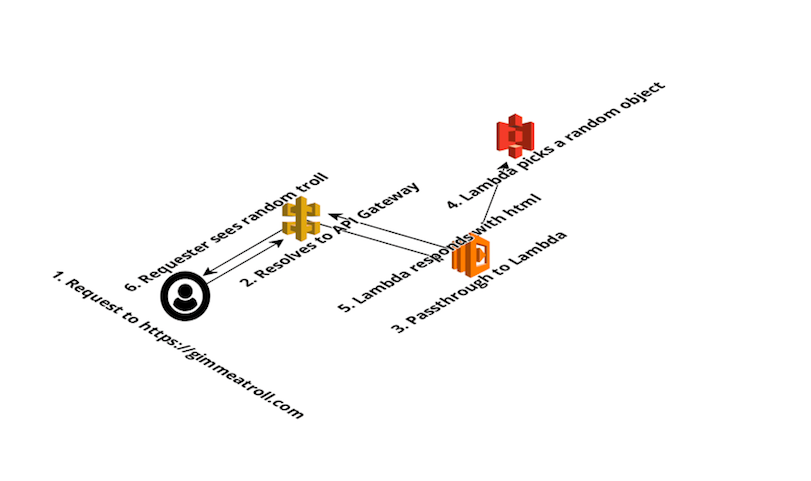 1. Request to https://gimmeatroll.com
2. Resolves to API Gateway
3. Passthrough to Lambda
4. Lambda picks a random object
5. Lambda responds with html
6. Requester sees random troll